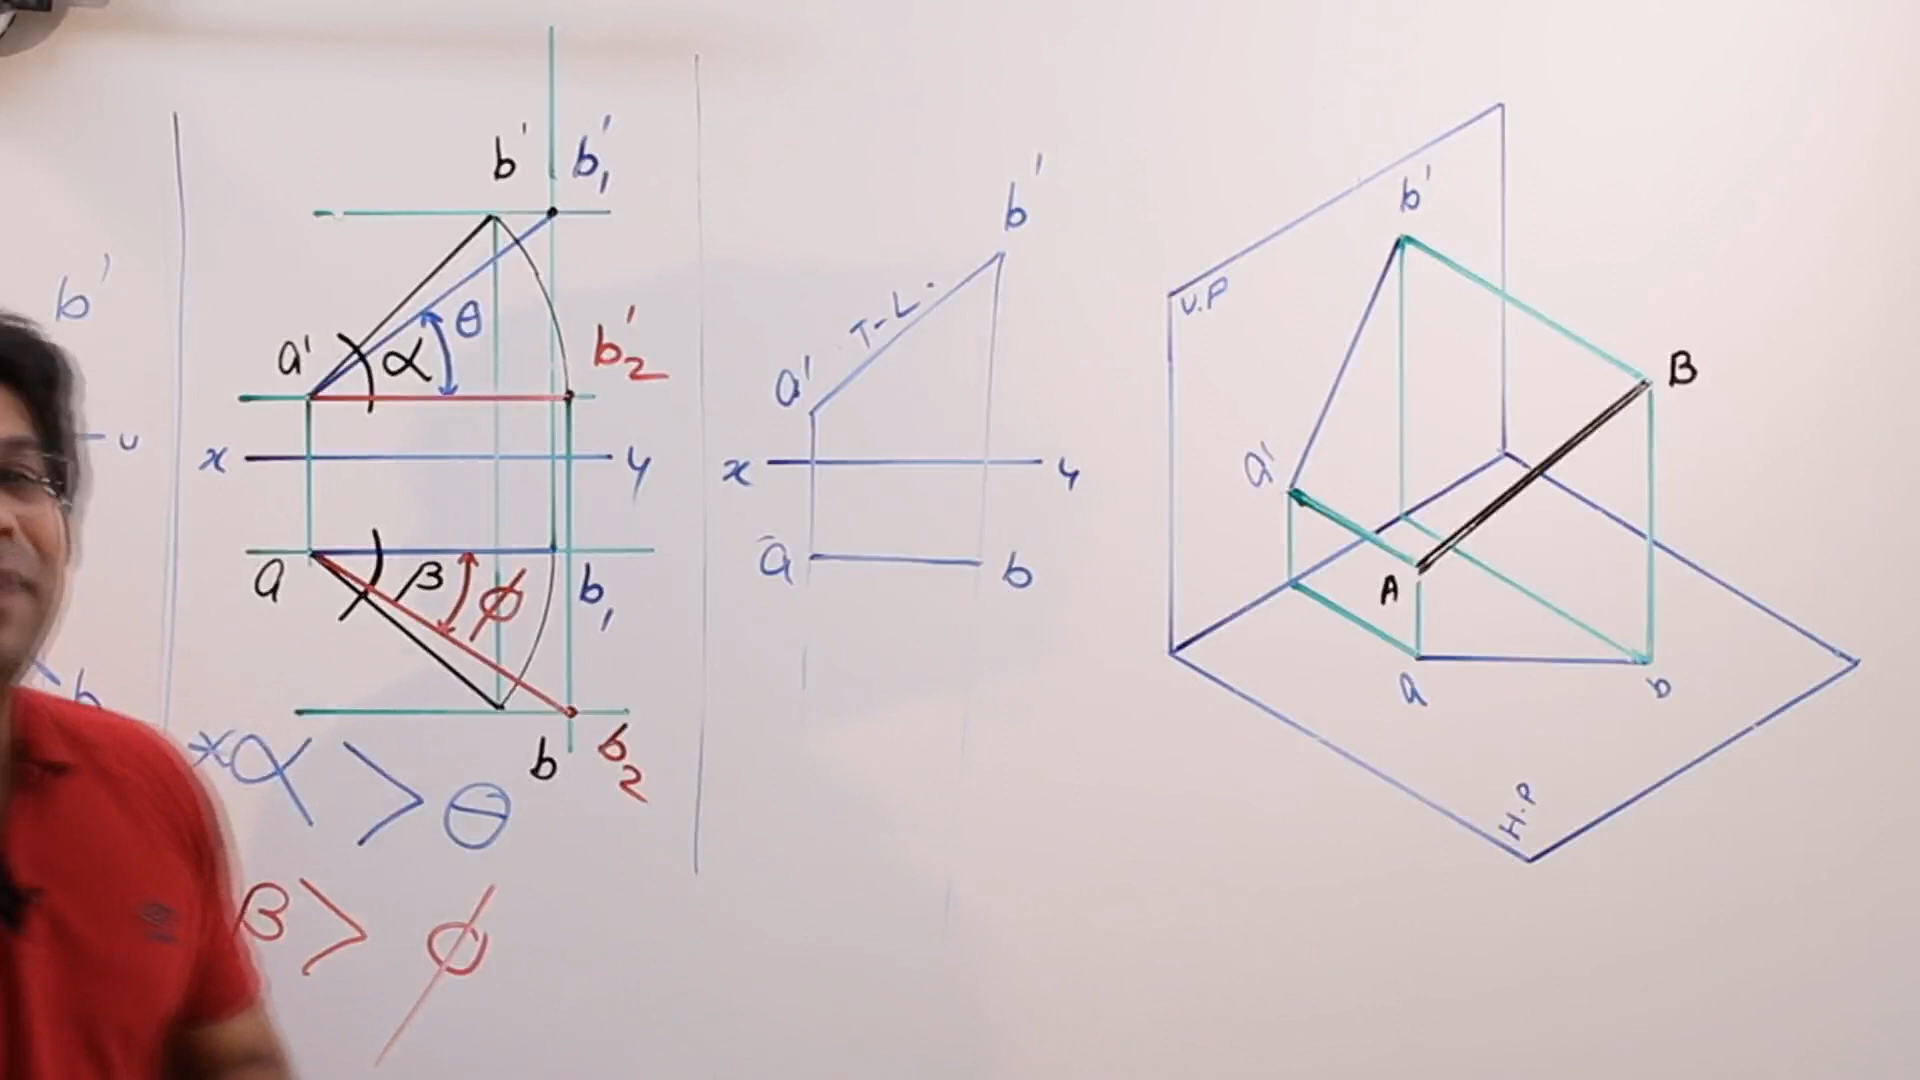 b'
b
b' b'₁
θ
a' α b'₂
x y
a β φ b₁
b b₂
*α > θ
β > φ
b'
T-L.
a'
x y
a b
V.P
b'
B
a'
A
a b
H.P